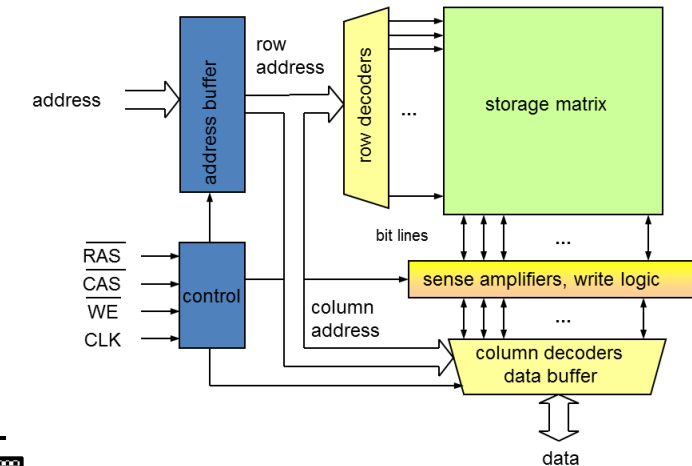 address
address buffer
row
address
row decoders
...
storage matrix
bit lines
...
RAS
CAS
WE
CLK
control
sense amplifiers, write logic
column
address
...
column decoders
data buffer
data